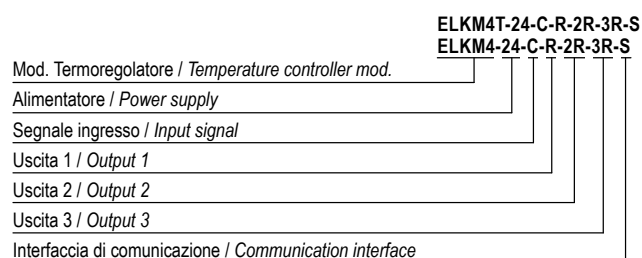 ELKM4T-24-C-R-2R-3R-S
ELKM4-24-C-R-2R-3R-S
Mod. Termoregolatore / Temperature controller mod.
Alimentatore / Power supply
Segnale ingresso / Input signal
Uscita 1 / Output 1
Uscita 2 / Output 2
Uscita 3 / Output 3
Interfaccia di comunicazione / Communication interface